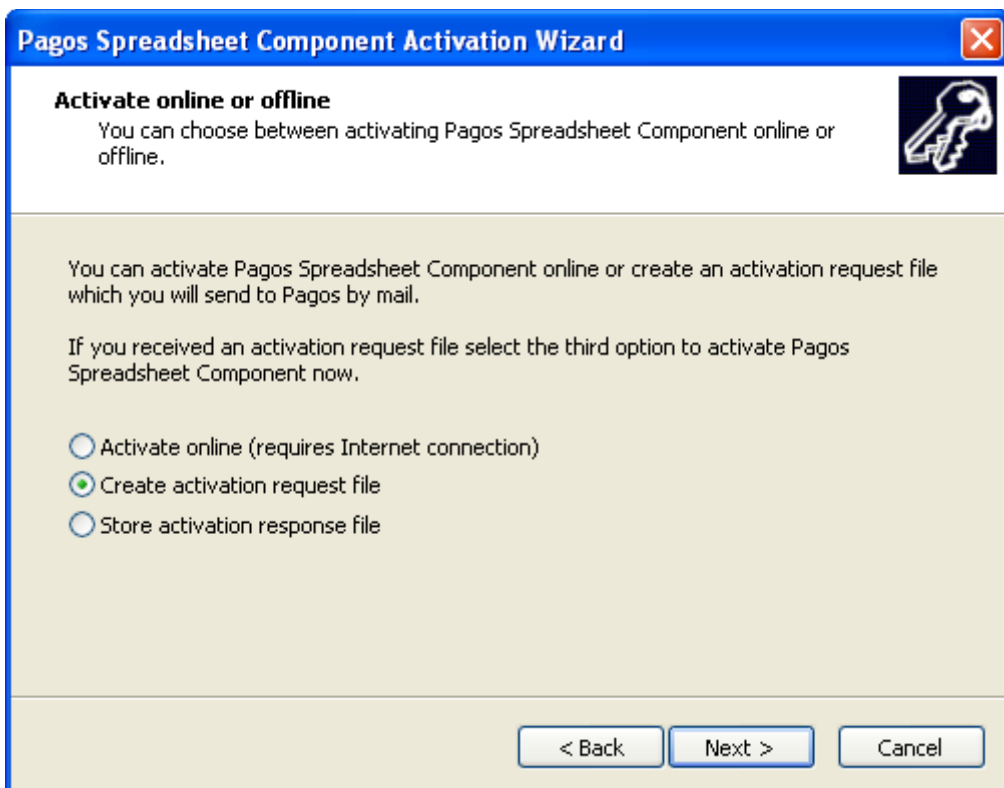 Pagos Spreadsheet Component Activation Wizard
Activate online or offline
You can choose between activating Pagos Spreadsheet Component online or
offline.
You can activate Pagos Spreadsheet Component online or create an activation request file
which you will send to Pagos by mail.
If you received an activation request file select the third option to activate Pagos
Spreadsheet Component now.
Activate online (requires Internet connection)
Create activation request file
Store activation response file
< Back Next > Cancel